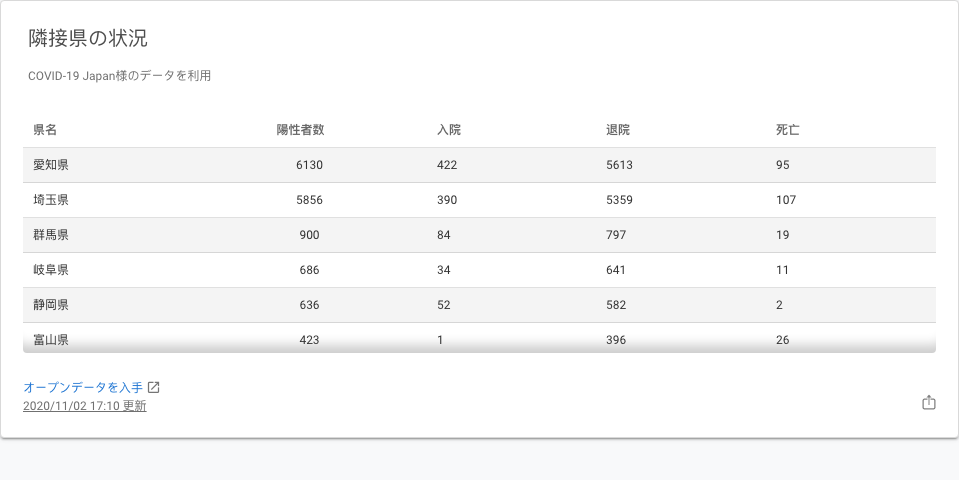 隣接県の状況
COVID-19 Japan様のデータを利用
県名 陽性者数 入院 退院 死亡
愛知県 6130 422 5613 95
埼玉県 5856 390 5359 107
群馬県 900 84 797 19
岐阜県 686 34 641 11
静岡県 636 52 582 2
富山県 423 1 396 26
オープンデータを入手
2020/11/02 17:10 更新